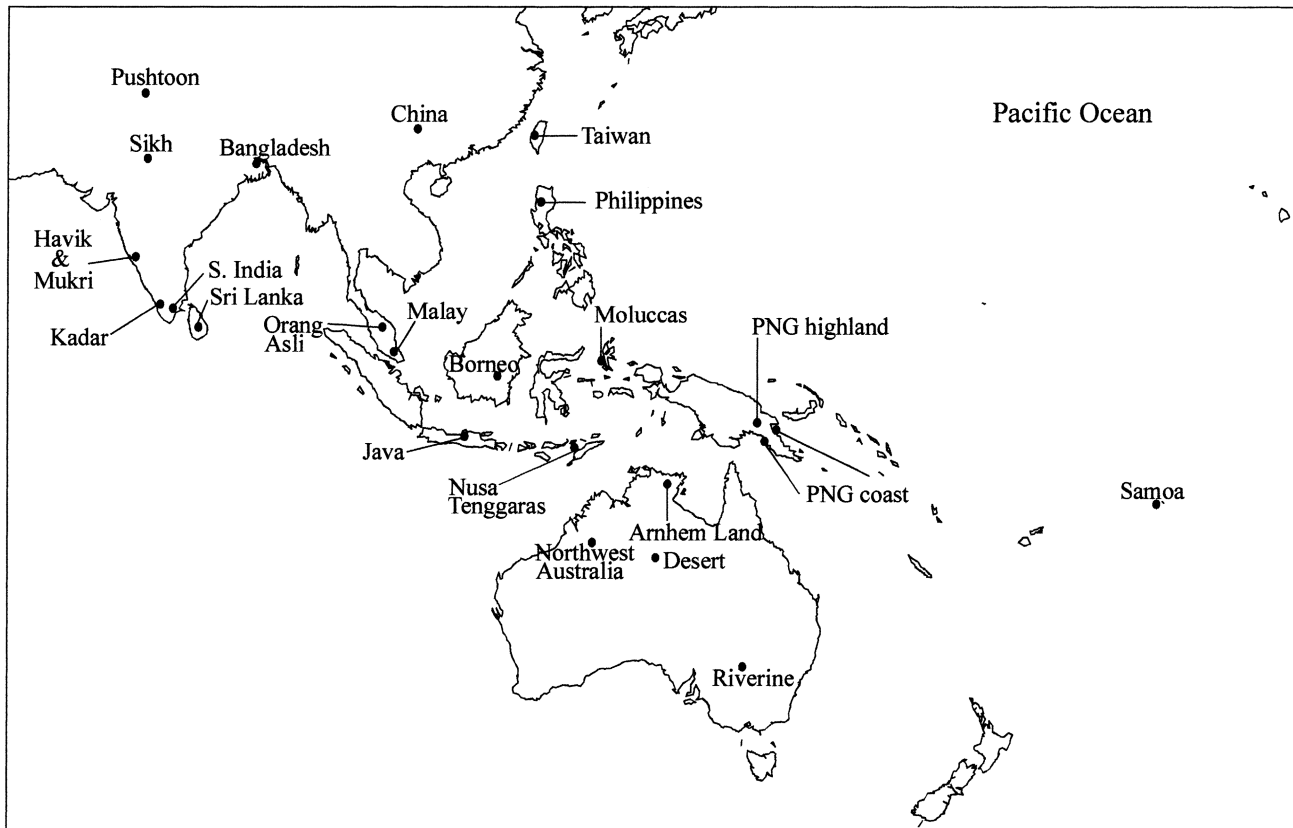 Pushtoon
China
Pacific Ocean
Taiwan
Sikh
Bangladesh
Philippines
Havik
&
Mukri
S. India
Sri Lanka
Kadar
Orang
Asli
Malay
Borneo
Moluccas
PNG highland
Java
Nusa
Tenggaras
PNG coast
Samoa
Arnhem Land
Northwest
Australia
Desert
Riverine